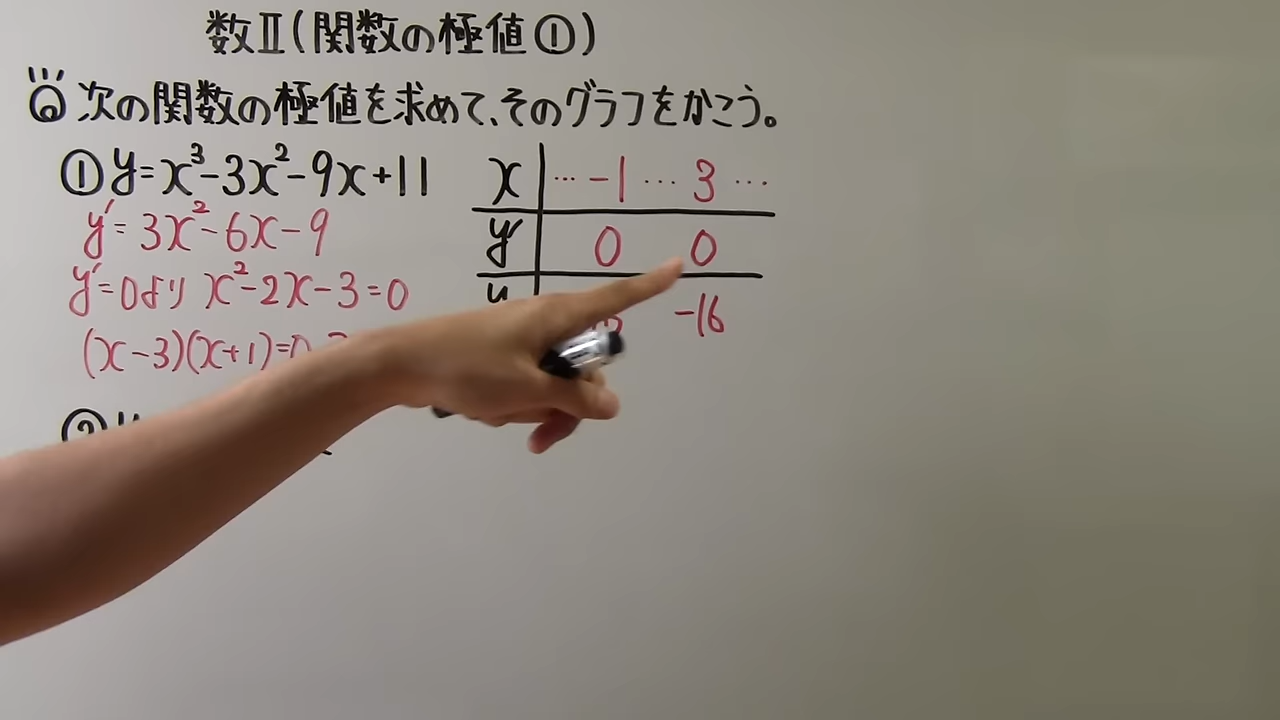 数Ⅱ(関数の極値①)
Q 次の関数の極値を求めて、そのグラフをかこう。
① y=x³-3x²-9x+11
y'=3x²-6x-9
y'=0より x²-2x-3=0
(x-3)(x+1)=0
x … -1 … 3 …
y' 0 0
y -16
②